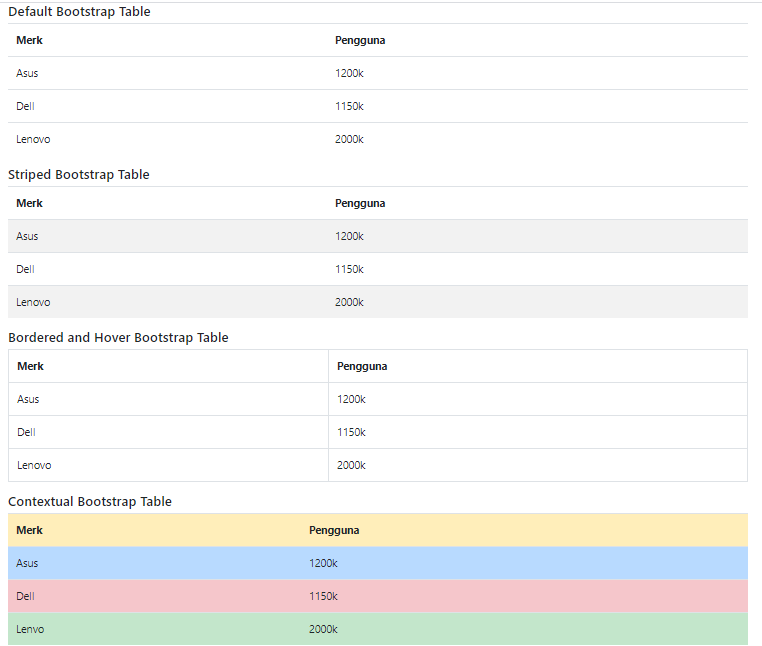 Default Bootstrap Table
Merk Pengguna
Asus 1200k
Dell 1150k
Lenovo 2000k
Striped Bootstrap Table
Merk Pengguna
Asus 1200k
Dell 1150k
Lenovo 2000k
Bordered and Hover Bootstrap Table
Merk Pengguna
Asus 1200k
Dell 1150k
Lenovo 2000k
Contextual Bootstrap Table
Merk Pengguna
Asus 1200k
Dell 1150k
Lenvo 2000k